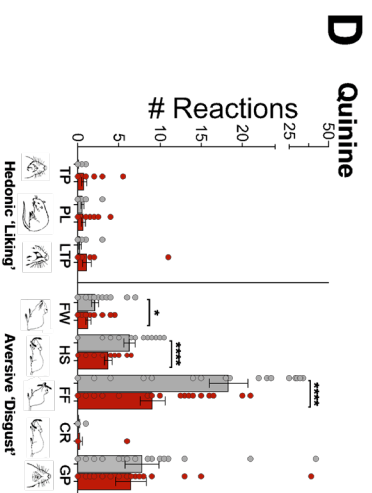 D
Quinine
# Reactions
0 5 10 15 20 25 50
TP PL LTP FW HS FF CR GP
* **** ****
Hedonic 'Liking' Aversive 'Disgust'